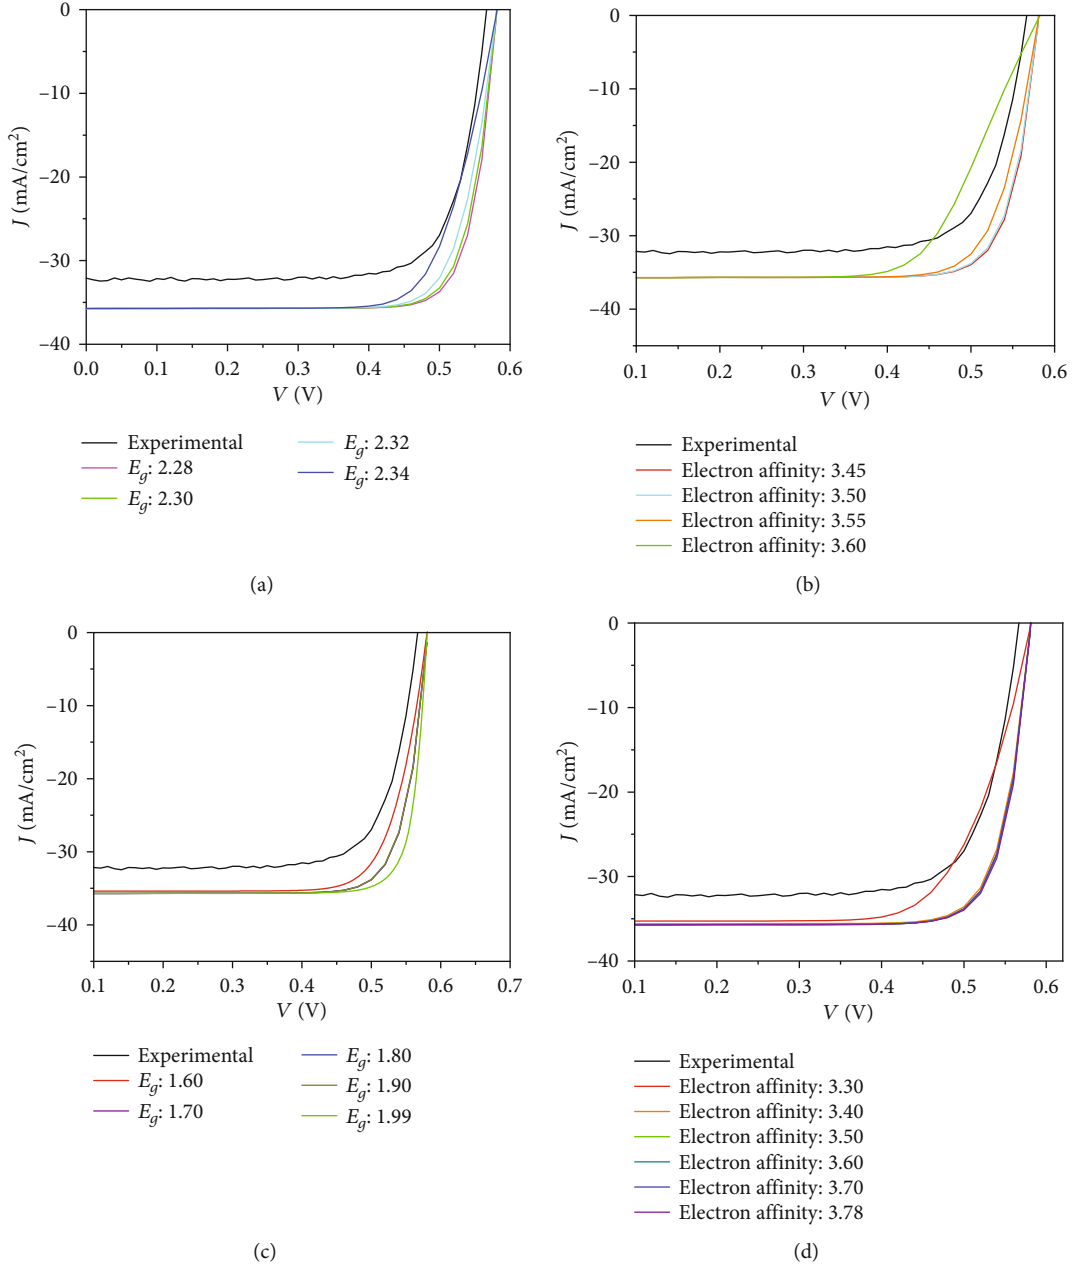 0
−10
−20
−30
−40
J (mA/cm²)
0.0 0.1 0.2 0.3 0.4 0.5 0.6
V (V)
Experimental
Eg: 2.28
Eg: 2.30
Eg: 2.32
Eg: 2.34
(a)
0
−10
−20
−30
−40
J (mA/cm²)
0.1 0.2 0.3 0.4 0.5 0.6
V (V)
Experimental
Electron affinity: 3.45
Electron affinity: 3.50
Electron affinity: 3.55
Electron affinity: 3.60
(b)
0
−10
−20
−30
−40
J (mA/cm²)
0.1 0.2 0.3 0.4 0.5 0.6 0.7
V (V)
Experimental
Eg: 1.60
Eg: 1.70
Eg: 1.80
Eg: 1.90
Eg: 1.99
(c)
0
−10
−20
−30
−40
J (mA/cm²)
0.1 0.2 0.3 0.4 0.5 0.6
V (V)
Experimental
Electron affinity: 3.30
Electron affinity: 3.40
Electron affinity: 3.50
Electron affinity: 3.60
Electron affinity: 3.70
Electron affinity: 3.78
(d)